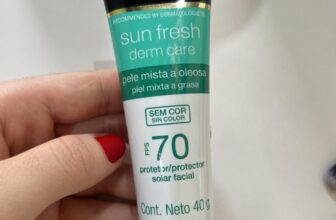 RECOMMENDED BY DERMATOLOGISTS
sun fresh
derm care
pele mista a oleosa
piel mixta a grasa
SEM COR
SIN COLOR
FPS 70
protetor/protector
solar facial
Cont. Neto 40 g